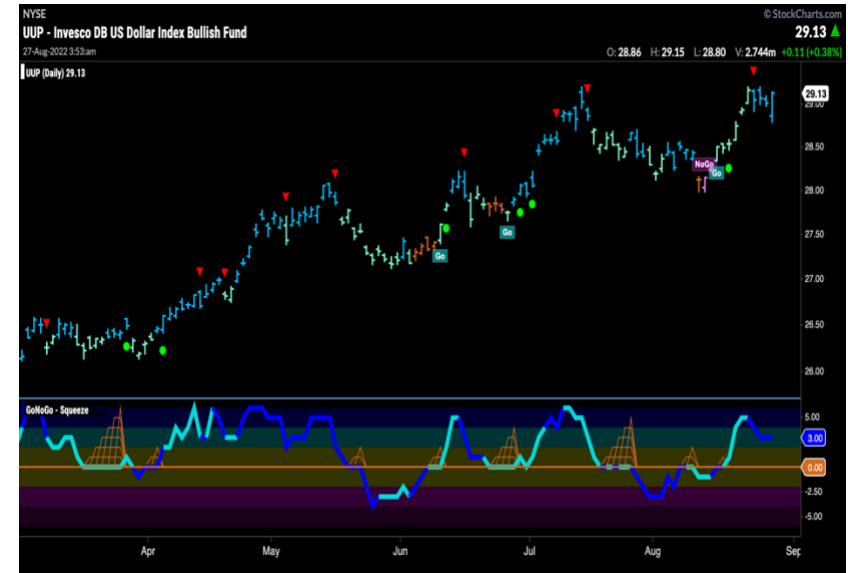 NYSE © StockCharts.com
UUP - Invesco DB US Dollar Index Bullish Fund 29.13
27-Aug-2022 3:53am O: 28.86 H: 29.15 L: 28.80 V: 2.744m +0.11 (+0.38%)
UUP (Daily) 29.13
29.13
29.00
28.50
NoGo
Go
28.00
Go
Go
27.50
27.00
26.50
26.00
GoNoGo - Squeeze
5.00
3.00
0.00
-2.50
-5.00
Apr May Jun Jul Aug Sep